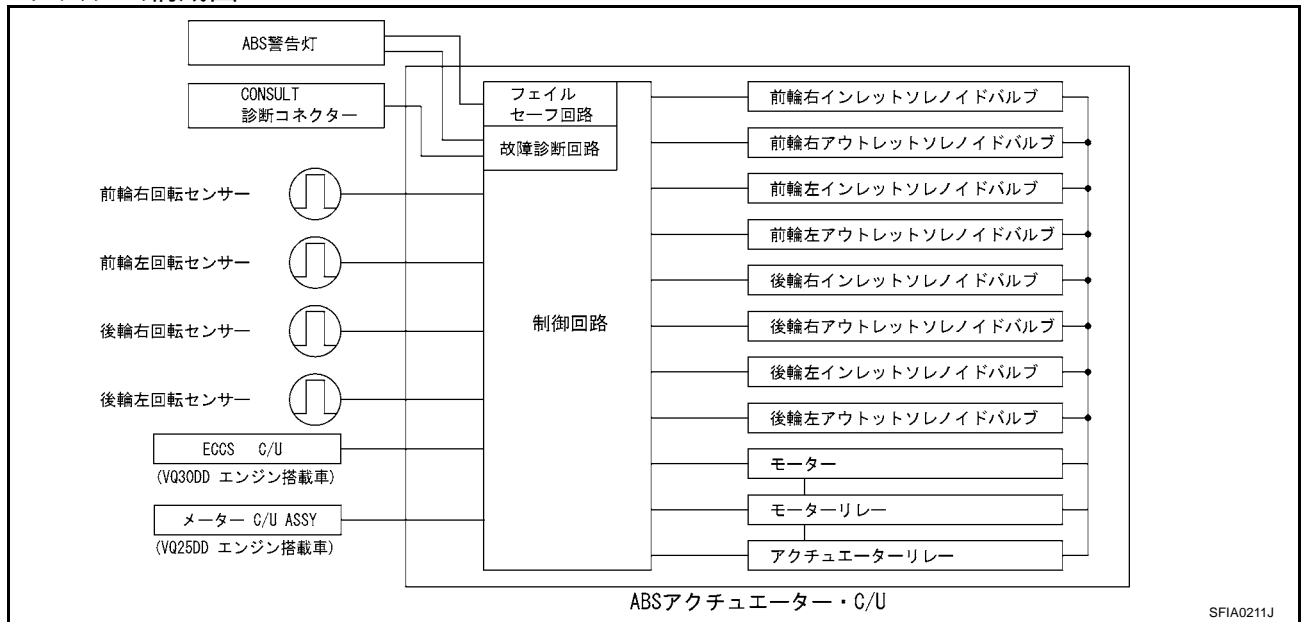 ABS警告灯
CONSULT
診断コネクター
フェイル
セーフ回路
故障診断回路
前輪右回転センサー
前輪左回転センサー
後輪右回転センサー
後輪左回転センサー
ECCS C/U
(VQ30DD エンジン搭載車)
メーター C/U ASSY
(VQ25DD エンジン搭載車)
制御回路
前輪右インレットソレノイドバルブ
前輪右アウトレットソレノイドバルブ
前輪左インレットソレノイドバルブ
前輪左アウトレットソレノイドバルブ
後輪右インレットソレノイドバルブ
後輪右アウトレットソレノイドバルブ
後輪左インレットソレノイドバルブ
後輪左アウトットソレノイドバルブ
モーター
モーターリレー
アクチュエーターリレー
ABSアクチュエーター・C/U
SFIA0211J